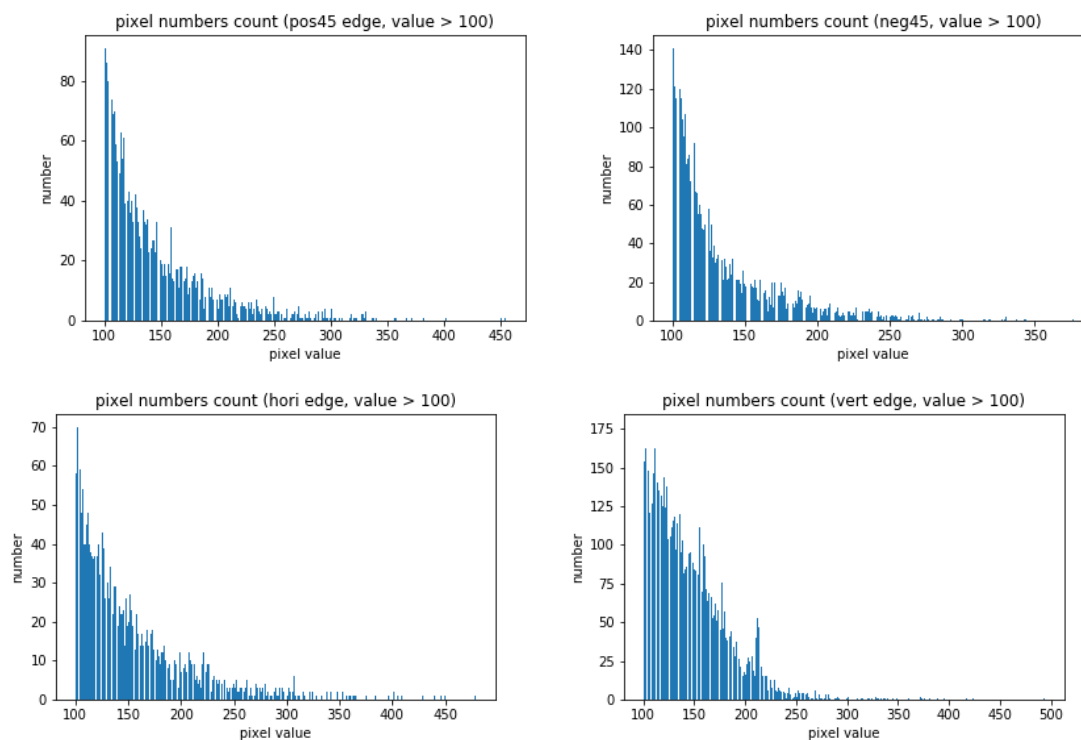 pixel numbers count (pos45 edge, value > 100)
number
80
60
40
20
0
100 150 200 250 300 350 400 450
pixel value
pixel numbers count (neg45, value > 100)
number
140
120
100
80
60
40
20
0
100 150 200 250 300 350
pixel value
pixel numbers count (hori edge, value > 100)
number
70
60
50
40
30
20
10
0
100 150 200 250 300 350 400 450
pixel value
pixel numbers count (vert edge, value > 100)
number
175
150
125
100
75
50
25
0
100 150 200 250 300 350 400 450 500
pixel value